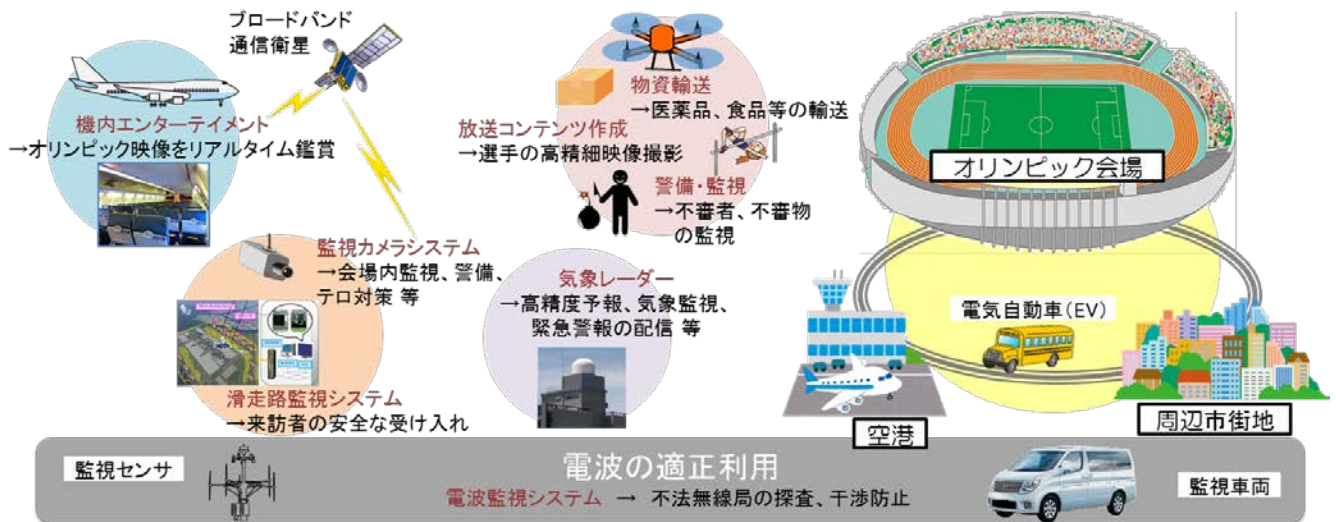 ブロードバンド
通信衛星
機内エンターテイメント
→オリンピック映像をリアルタイム鑑賞
物資輸送
→医薬品、食品等の輸送
放送コンテンツ作成
→選手の高精細映像撮影
警備・監視
→不審者、不審物
の監視
オリンピック会場
監視カメラシステム
→会場内監視、警備、
テロ対策 等
滑走路監視システム
→来訪者の安全な受け入れ
気象レーダー
→高精度予報、気象監視、
緊急警報の配信 等
電気自動車(EV)
空港
周辺市街地
監視センサ
電波の適正利用
電波監視システム → 不法無線局の探査、干渉防止
監視車両